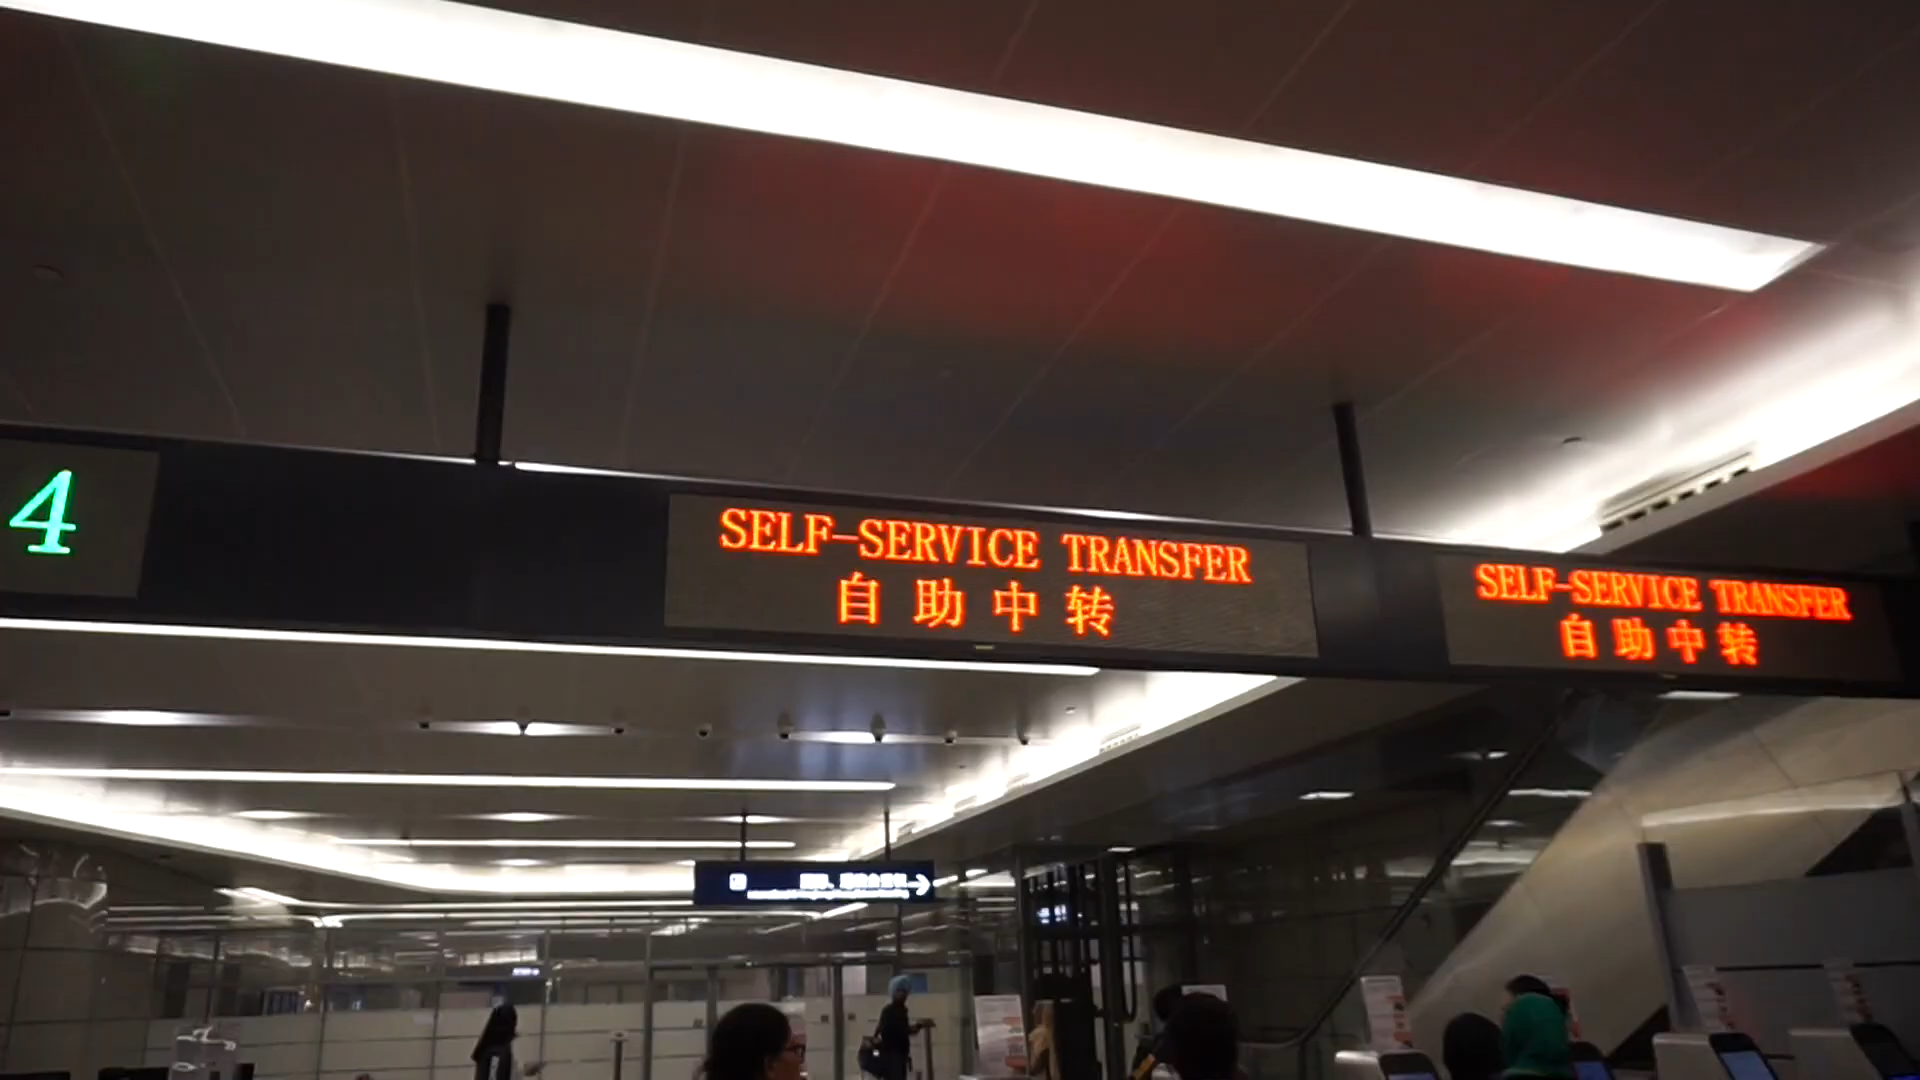 4
SELF-SERVICE TRANSFER
自助中转
SELF-SERVICE TRANSFER
自助中转